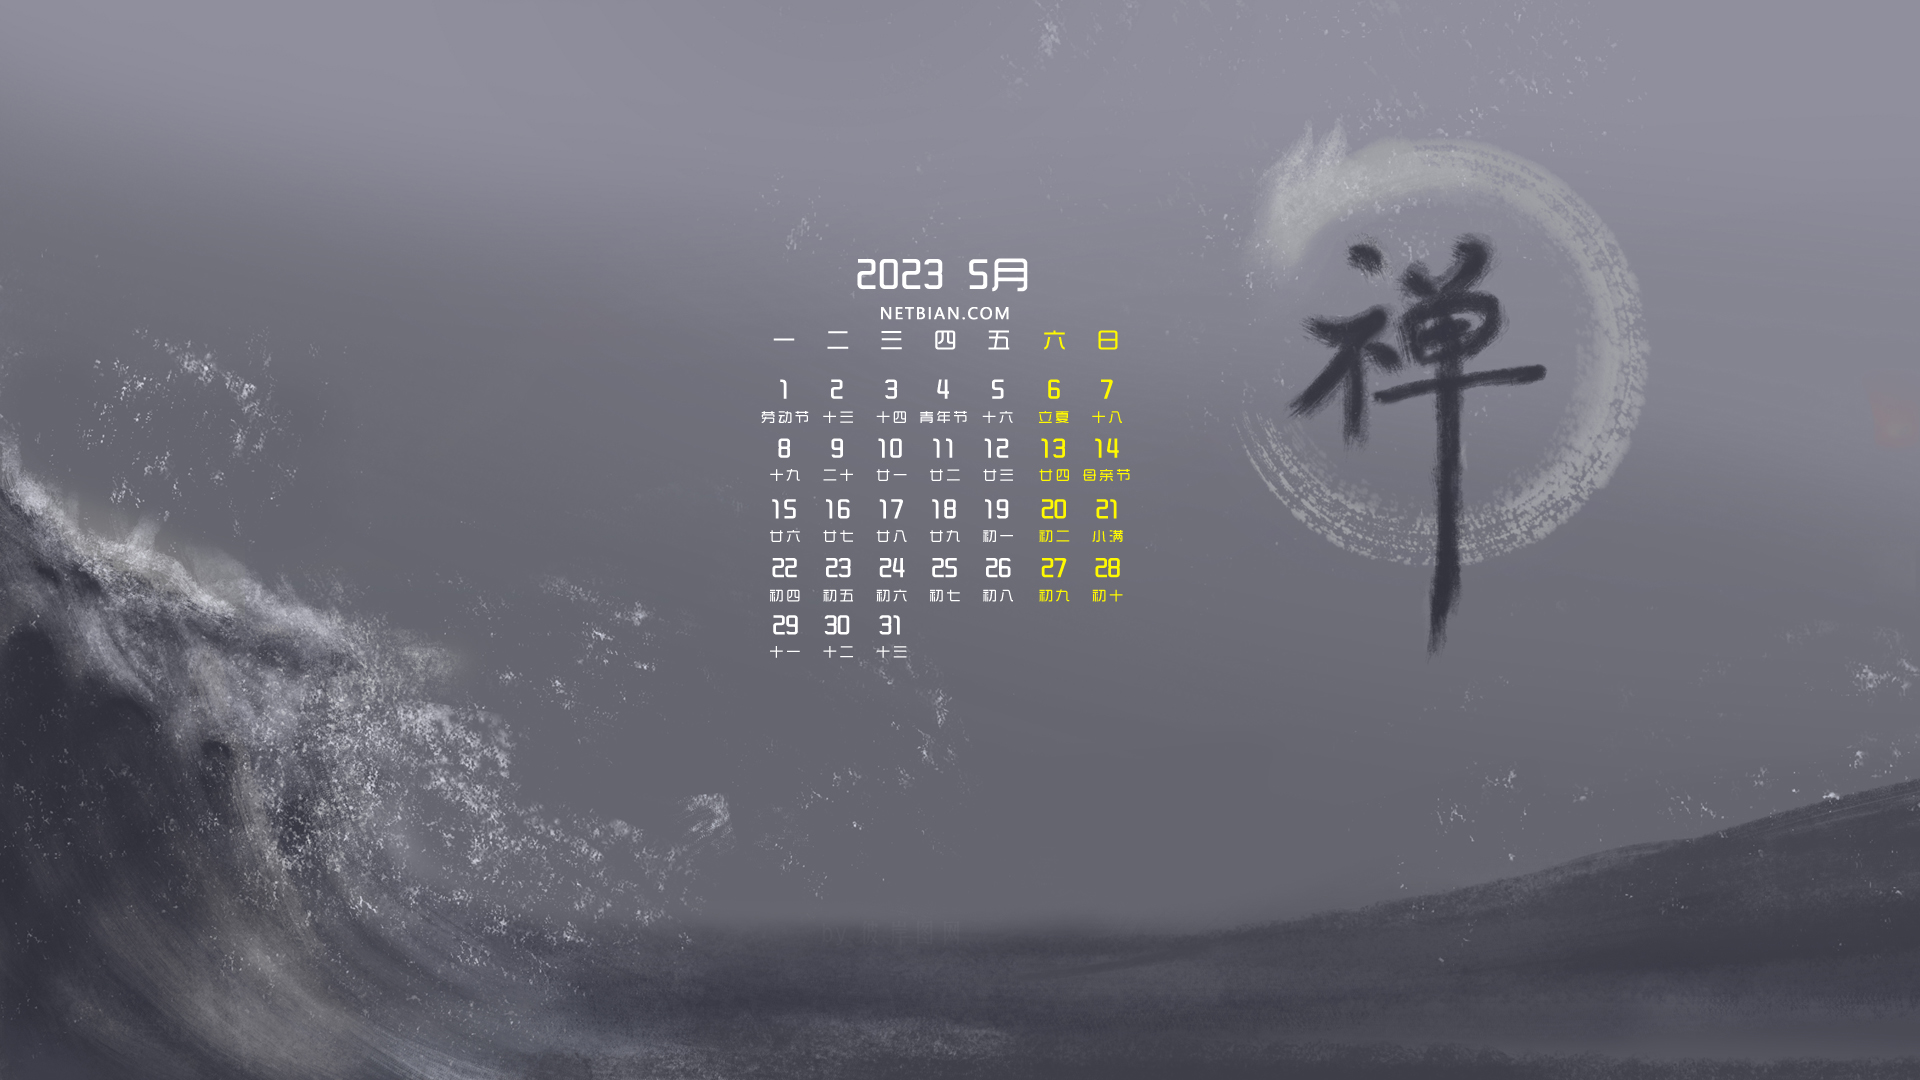 2023 5月
NETBIAN.COM
一 二 三 四 五 六 日
1 2 3 4 5 6 7
劳动节 十三 十四 青年节 十六 立夏 十八
8 9 10 11 12 13 14
十九 二十 廿一 廿二 廿三 廿四 母亲节
15 16 17 18 19 20 21
廿六 廿七 廿八 廿九 初一 初二 小满
22 23 24 25 26 27 28
初四 初五 初六 初七 初八 初九 初十
29 30 31
十一 十二 十三
禅